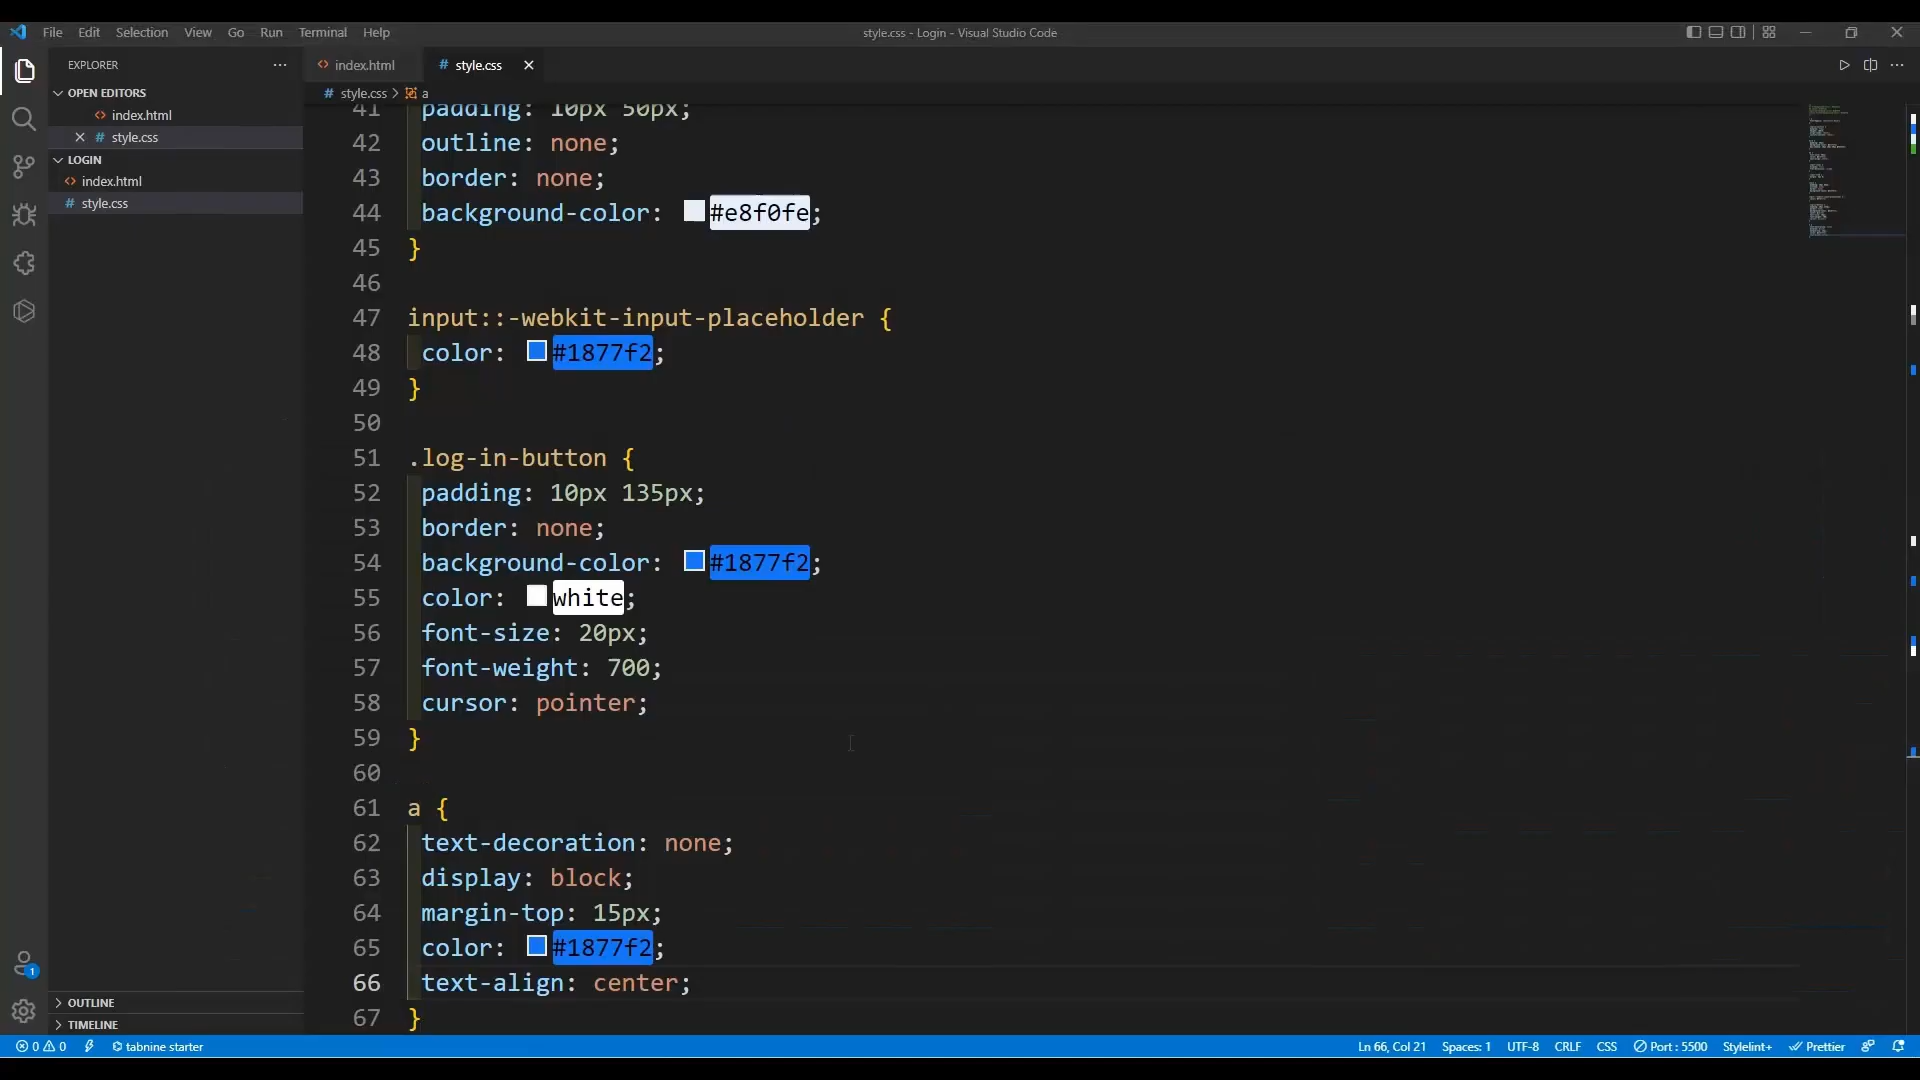 File Edit Selection View Go Run Terminal Help
style.css - Login - Visual Studio Code
EXPLORER
index.html
style.css
OPEN EDITORS
index.html
style.css
LOGIN
index.html
style.css
style.css > a
41 padding: 10px 50px;
42 outline: none;
43 border: none;
44 background-color: #e8f0fe;
45 }
46
47 input::-webkit-input-placeholder {
48 color: #1877f2;
49 }
50
51 .log-in-button {
52 padding: 10px 135px;
53 border: none;
54 background-color: #1877f2;
55 color: white;
56 font-size: 20px;
57 font-weight: 700;
58 cursor: pointer;
59 }
60
61 a {
62 text-decoration: none;
63 display: block;
64 margin-top: 15px;
65 color: #1877f2;
66 text-align: center;
67 }
1
OUTLINE
TIMELINE
0 0 tabnine starter
Ln 66, Col 21 Spaces: 1 UTF-8 CRLF CSS Port : 5500 Stylelint+ Prettier